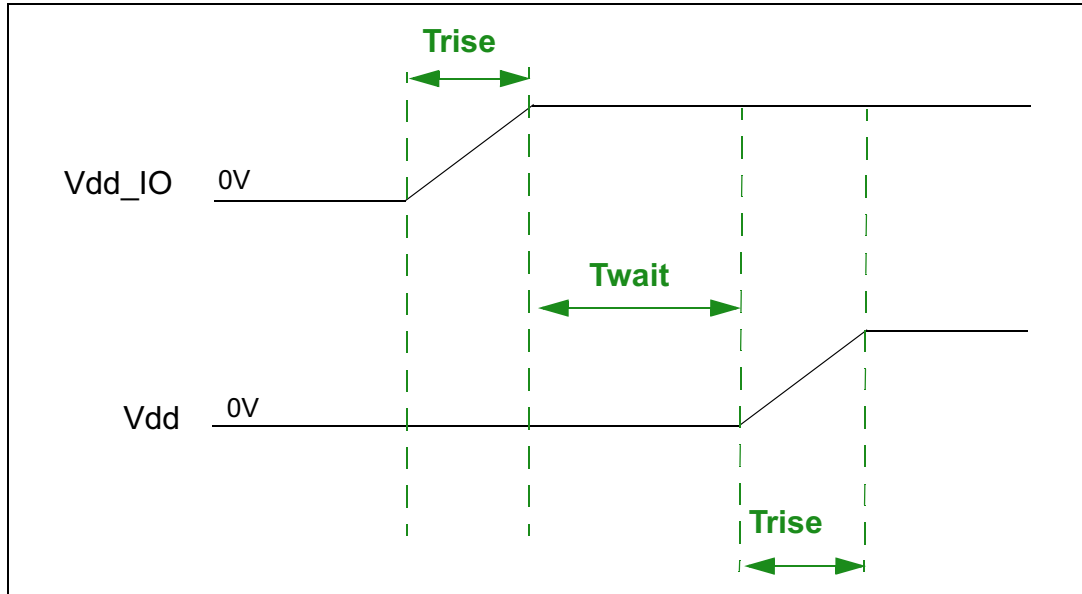 Trise
Vdd_IO
0V
Twait
Vdd
0V
Trise